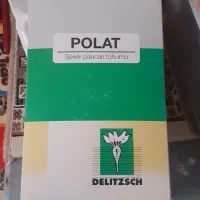 POLAT
Şeker pancarı tohumu
DELITZSCH